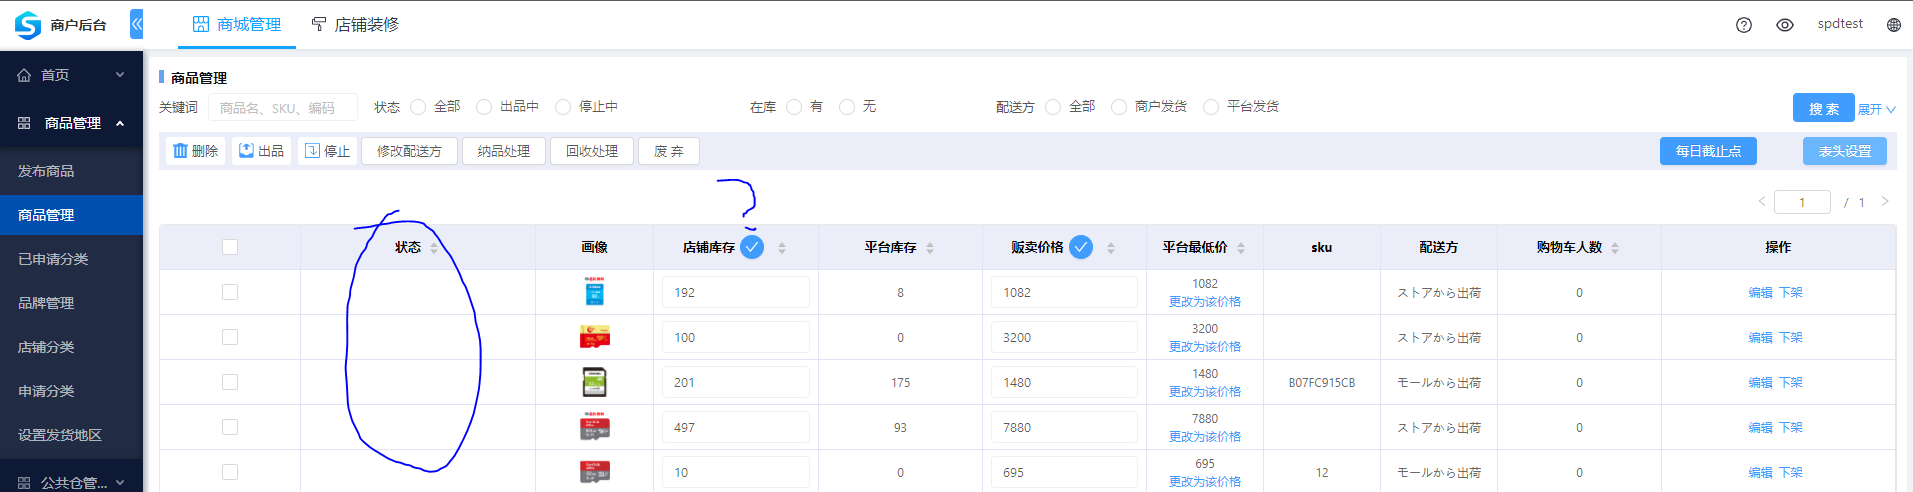 商户后台
商城管理
店铺装修
spdtest
首页
商品管理
发布商品
商品管理
已申请分类
品牌管理
店铺分类
申请分类
设置发货地区
公共仓管...
商品管理
关键词 商品名、SKU、编码 状态 全部 出品中 停止中 在库 有 无 配送方 全部 商户发货 平台发货 搜 索 展开
删除 出品 停止 修改配送方 纳品处理 回收处理 废 弃 每日截止点 表头设置
?
1 / 1
状态 画像 店铺库存 平台库存 贩卖价格 平台最低价 sku 配送方 购物车人数 操作
192 8 1082 1082 更改为该价格 ストアから出荷 0 编辑 下架
100 0 3200 3200 更改为该价格 ストアから出荷 0 编辑 下架
201 175 1480 1480 更改为该价格 B07FC915CB モールから出荷 0 编辑 下架
497 93 7880 7880 更改为该价格 ストアから出荷 0 编辑 下架
10 0 695 695 更改为该价格 12 モールから出荷 0 编辑 下架